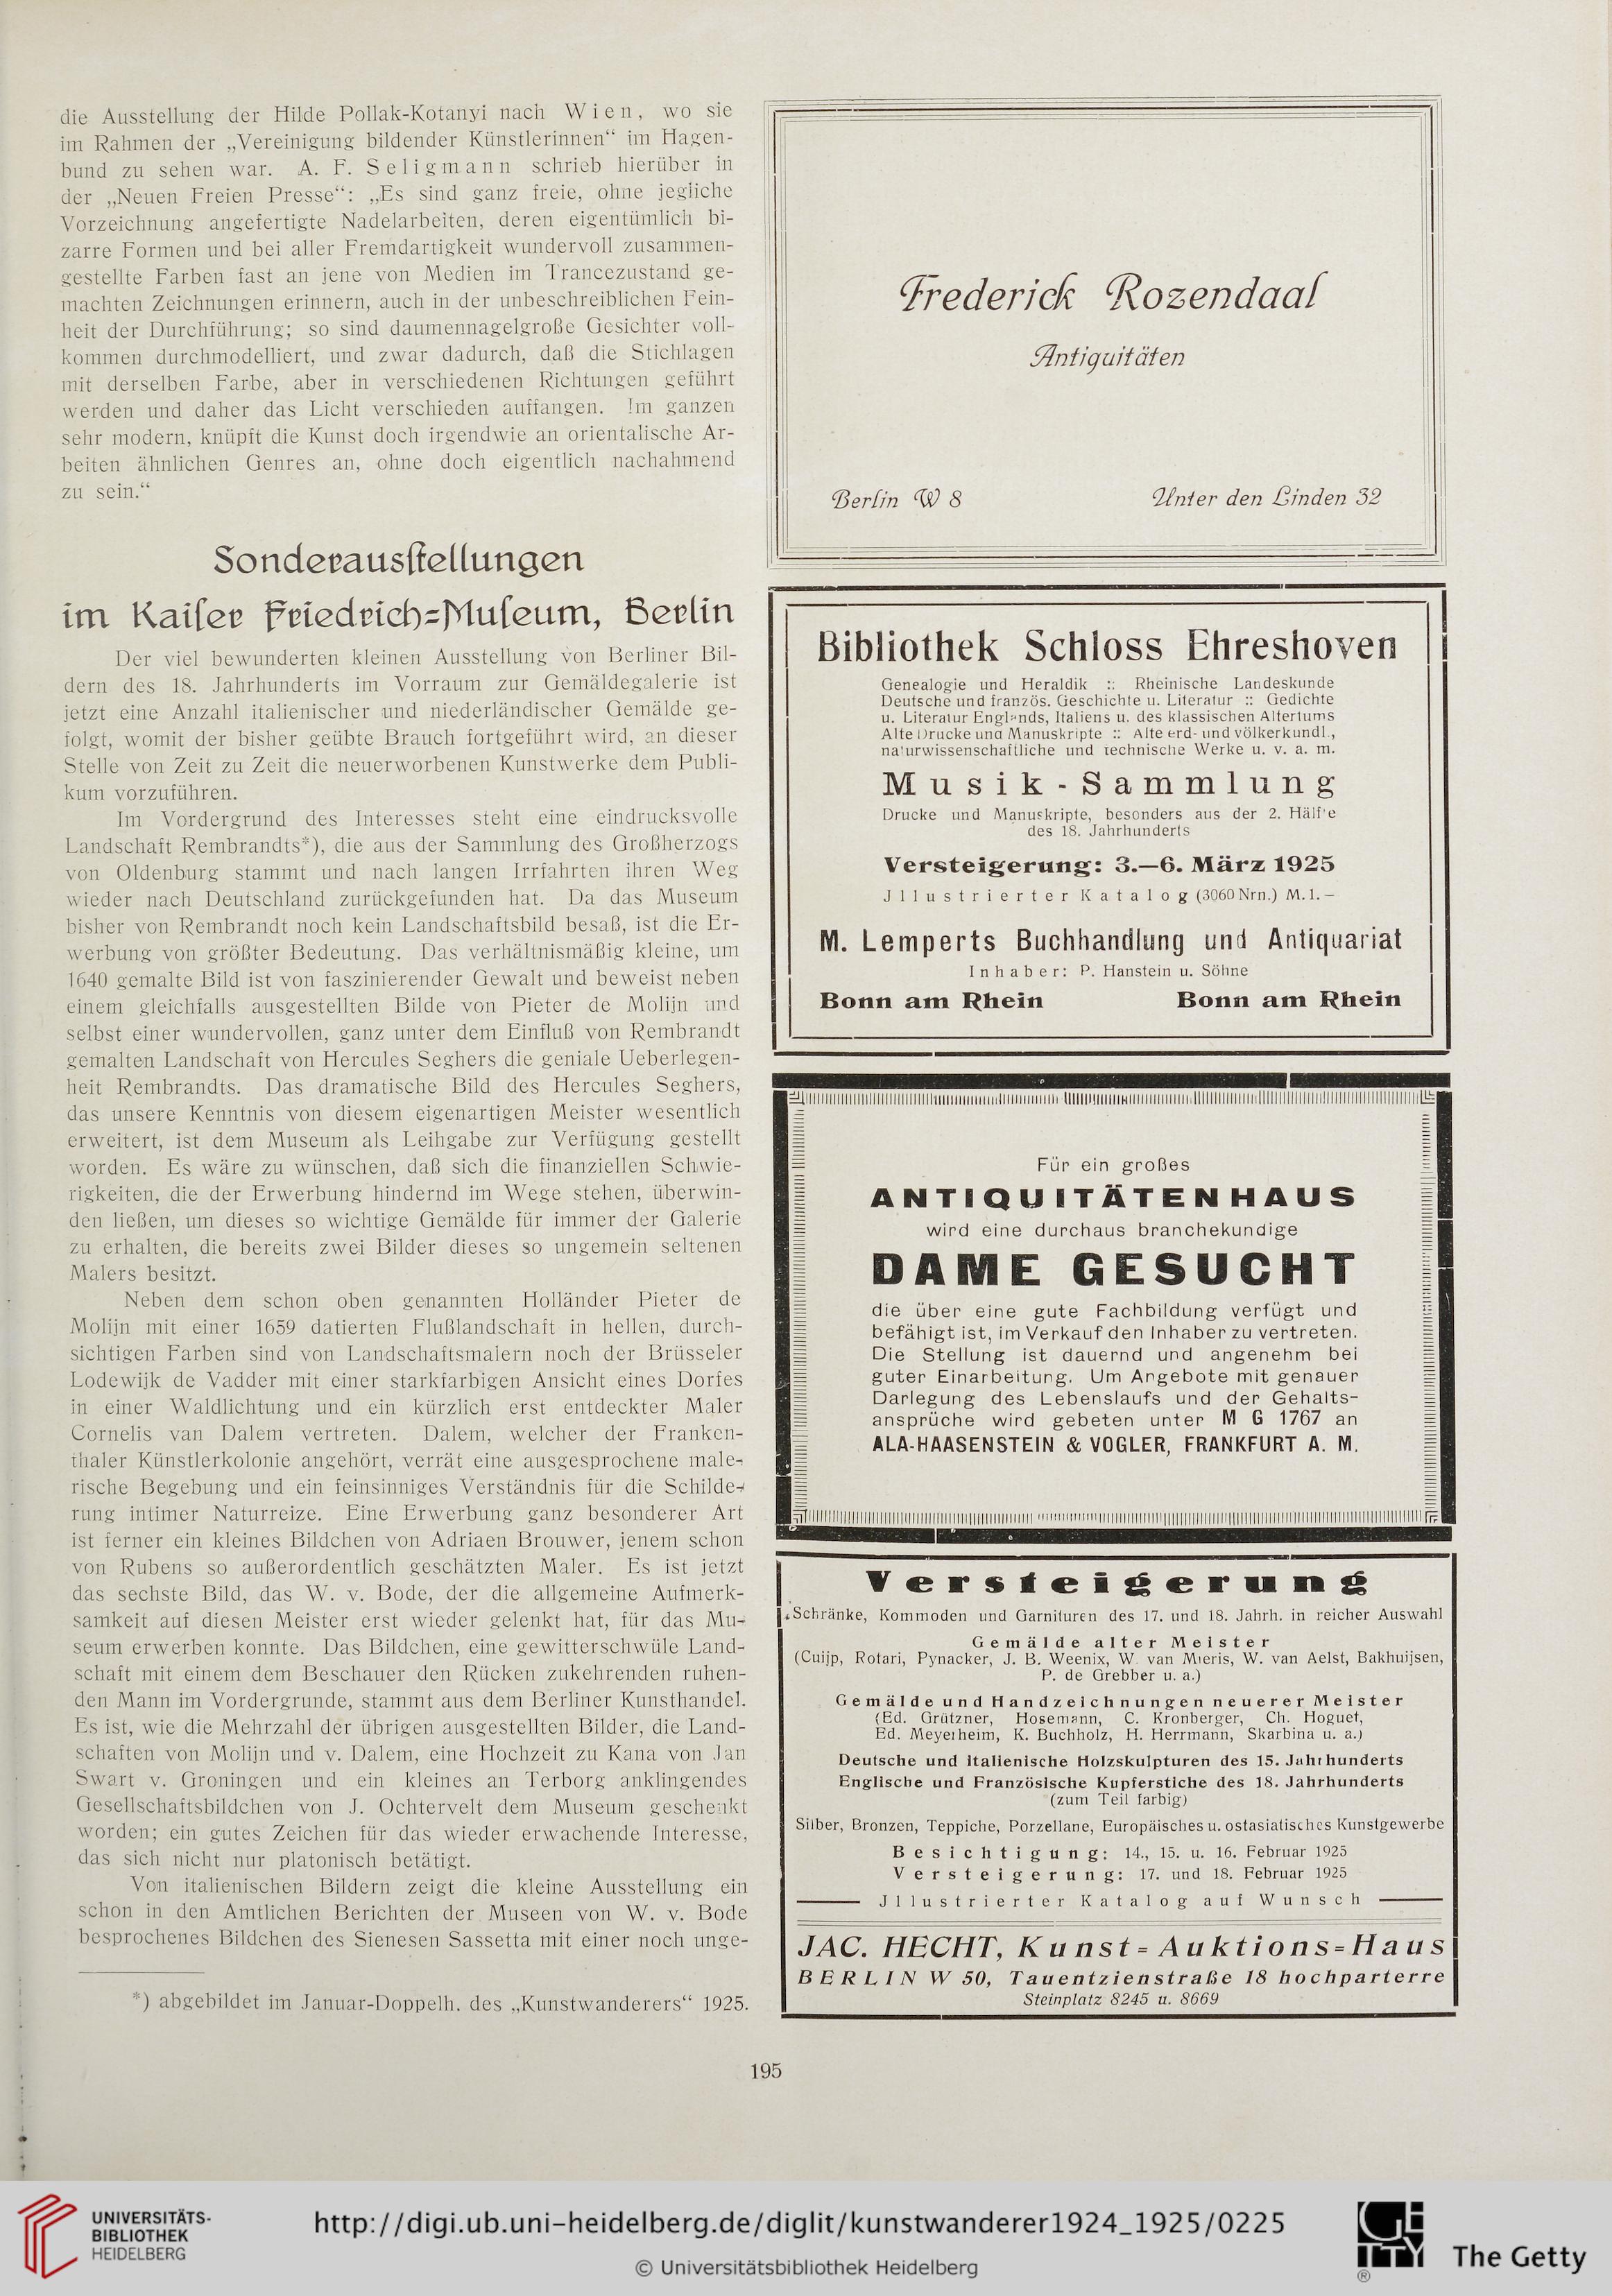 die Ausstellung der Hilde Pollak-Kotanyi nach Wien, wo sie
im Rahmen der „Vereinigung bildender Künstlerinnen“ im Hagen-
bund zu sehen war. A. F. Seligmann schrieb hierüber in
der „Neuen Freien Presse“: „Es sind ganz freie, ohne jegliche
Vorzeichnung angefertigte Nadelarbeiten, deren eigentümlich bi-
zarre Formen und bei aller Fremdartigkeit wundervoll zusammen-
gestellte Farben fast an jene von Medien im Trancezustand ge-
machten Zeichnungen erinnern, auch in der unbeschreiblichen Fein-
heit der Durchführung; so sind daumennagelgroße Gesichter voll-
kommen durchmodelliert, und zwar dadurch, daß die Stichlagen
mit derselben Farbe, aber in verschiedenen Richtungen geführt
werden und daher das Licht verschieden auffangen. Im ganzen
sehr modern, knüpft die Kunst doch irgendwie an orientalische Ar-
beiten ähnlichen Genres an, ohne doch eigentlich nachahmend
zu sein.“
Sonderausſtellungen
im Kaiſer Friedrich=Muſeum, Berlin
Der viel bewunderten kleinen Ausstellung von Berliner Bil-
dern des 18. Jahrhunderts im Vorraum zur Gemäldegalerie ist
jetzt eine Anzahl italienischer und niederländischer Gemälde ge-
folgt, womit der bisher geübte Brauch fortgeführt wird, an dieser
Stelle von Zeit zu Zeit die neuerworbenen Kunstwerke dem Publi-
kum vorzuführen.
Im Vordergrund des Interesses steht eine eindrucksvolle
Landschaft Rembrandts*), die aus der Sammlung des Großherzogs
von Oldenburg stammt und nach langen Irrfahrten ihren Weg
wieder nach Deutschland zurückgefunden hat. Da das Museum
bisher von Rembrandt noch kein Landschaftsbild besaß, ist die Er-
werbung von größter Bedeutung. Das verhältnismäßig kleine, um
1640 gemalte Bild ist von faszinierender Gewalt und beweist neben
einem gleichfalls ausgestellten Bilde von Pieter de Molijn und
selbst einer wundervollen, ganz unter dem Einfluß von Rembrandt
gemalten Landschaft von Hercules Seghers die geniale Ueberlegen-
heit Rembrandts. Das dramatische Bild des Hercules Seghers,
das unsere Kenntnis von diesem eigenartigen Meister wesentlich
erweitert, ist dem Museum als Leihgabe zur Verfügung gestellt
worden. Es wäre zu wünschen, daß sich die finanziellen Schwie-
rigkeiten, die der Erwerbung hindernd im Wege stehen, überwin-
den ließen, um dieses so wichtige Gemälde für immer der Galerie
zu erhalten, die bereits zwei Bilder dieses so ungemein seltenen
Malers besitzt.
Neben dem schon oben genannten Holländer Pieter de
Molijn mit einer 1659 datierten Flußlandschaft in hellen, durch-
sichtigen Farben sind von Landschaftsmalern noch der Brüsseler
Lodewijk de Vadder mit einer starkfarbigen Ansicht eines Dorfes
in einer Waldlichtung und ein kürzlich erst entdeckter Maler
Cornelis van Dalem vertreten. Dalem, welcher der Franken-
thaler Künstlerkolonie angehört, verrät eine ausgesprochene male-
rische Begebung und ein feinsinniges Verständnis für die Schilde-
rung intimer Naturreize. Eine Erwerbung ganz besonderer Art
ist ferner ein kleines Bildchen von Adriaen Brouwer, jenem schon
von Rubens so außerordentlich geschätzten Maler. Es ist jetzt
das sechste Bild, das W. v. Bode, der die allgemeine Aufmerk-
samkeit auf diesen Meister erst wieder gelenkt hat, für das Mu-
seum erwerben konnte. Das Bildchen, eine gewitterschwüle Land-
schaft mit einem dem Beschauer den Rücken zukehrenden ruhen-
den Mann im Vordergrunde, stammt aus dem Berliner Kunsthandel.
Es ist, wie die Mehrzahl der übrigen ausgestellten Bilder, die Land-
schaften von Molijn und v. Dalem, eine Hochzeit zu Kana von Jan
Swart v. Groningen und ein kleines an Terborg anklingendes
Gesellschaftsbildchen von J. Ochtervelt dem Museum geschenkt
worden; ein gutes Zeichen für das wieder erwachende Interesse,
das sich nicht nur platonisch betätigt.
Von italienischen Bildern zeigt die kleine Ausstellung ein
schon in den Amtlichen Berichten der Museen von W. v. Bode
besprochenes Bildchen des Sienesen Sassetta mit einer noch unge-
*) abgebildet im Januar-Doppelh. des „Kunstwanderers“ 1925.
Frederick Rozendaal
Antiquitäten
Berlin W 8 Unter den Linden 32
Bibliothek Schloss Ehreshoven
Genealogie und Heraldik :: Rheinische Landeskunde
Deutsche und französ. Geschichte u. Literatur :: Gedichte
u. Literatur Englands, Italiens u. des klassischen Altertums
Alte Drucke und Manuskripte :: Alte erd- und völkerkundl.,
naturwissenschaftliche und technische Werke u. v. a. m.
Musik-Sammlung
Drucke und Manuskripte, besonders aus der 2. Hälfte
des 18. Jahrhunderts
Versteigerung: 3.—6. März 1925
Jllustrierter Katalog (3060 Nrn.) M. 1.—
M. Lemperts Buchhandlung und Antiquariat
Inhaber: P. Hanstein u. Söhne
Bonn am Rhein Bonn am Rhein
Für ein großes
ANTIQUITÄTENHAUS
wird eine durchaus branchekundige
DAME GESUCHT
die über eine gute Fachbildung verfügt und
befähigt ist, im Verkauf den Inhaber zu vertreten.
Die Stellung ist dauernd und angenehm bei
guter Einarbeitung. Um Angebote mit genauer
Darlegung des Lebenslaufs und der Gehalts-
ansprüche wird gebeten unter M G 1767 an
ALA-HAASENSTEIN & VOGLER, FRANKFURT A. M.
Versteigerung
Schränke, Kommoden und Garnituren des 17. und 18. Jahrh. in reicher Auswahl
Gemälde alter Meister
(Cuijp, Rotari, Pynacker, J. B. Weenix, W. van Mieris, W. van Aelst, Bakhuijsen,
P. de Grebber u. a.)
Gemälde und Handzeichnungen neuerer Meister
(Ed. Grützner, Hosemann, C. Kronberger, Ch. Hoguet,
Ed. Meyerheim, K. Buchholz, H. Herrmann, Skarbina u. a.)
Deutsche und Italienische Holzskulpturen des 15. Jahrhunderts
Englische und Französische Kupferstiche des 18. Jahrhunderts
(zum Teil farbig)
Silber, Bronzen, Teppiche, Porzellane, Europäisches u. ostasiatisches Kunstgewerbe
Besichtigung: 14., 15. u. 16. Februar 1925
Versteigerung: 17. und 18. Februar 1925
Jllustrierter Katalog auf Wunsch
JAC. HECHT, Kunst=Auktions=Haus
BERLIN W 50, Tauentzienstraße 18 hochparterre
Steinplatz 8245 u. 8669
195
UNIVERSITÄTS-
BIBLIOTHEK
HEIDELBERG
http://digi.ub.uni-heidelberg.de/diglit/kunstwanderer1924_1925/0225
© Universitätsbibliothek Heidelberg
GETTY
®
The Getty